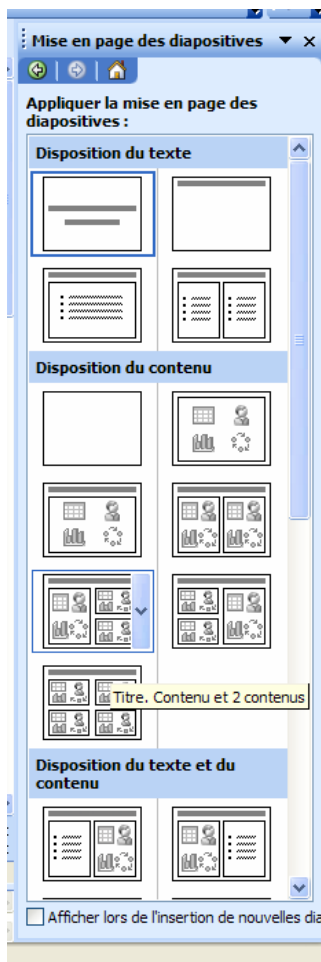 Mise en page des diapositives
Appliquer la mise en page des
diapositives :
Disposition du texte
Disposition du contenu
Titre. Contenu et 2 contenus
Disposition du texte et du
contenu
Afficher lors de l'insertion de nouvelles dia